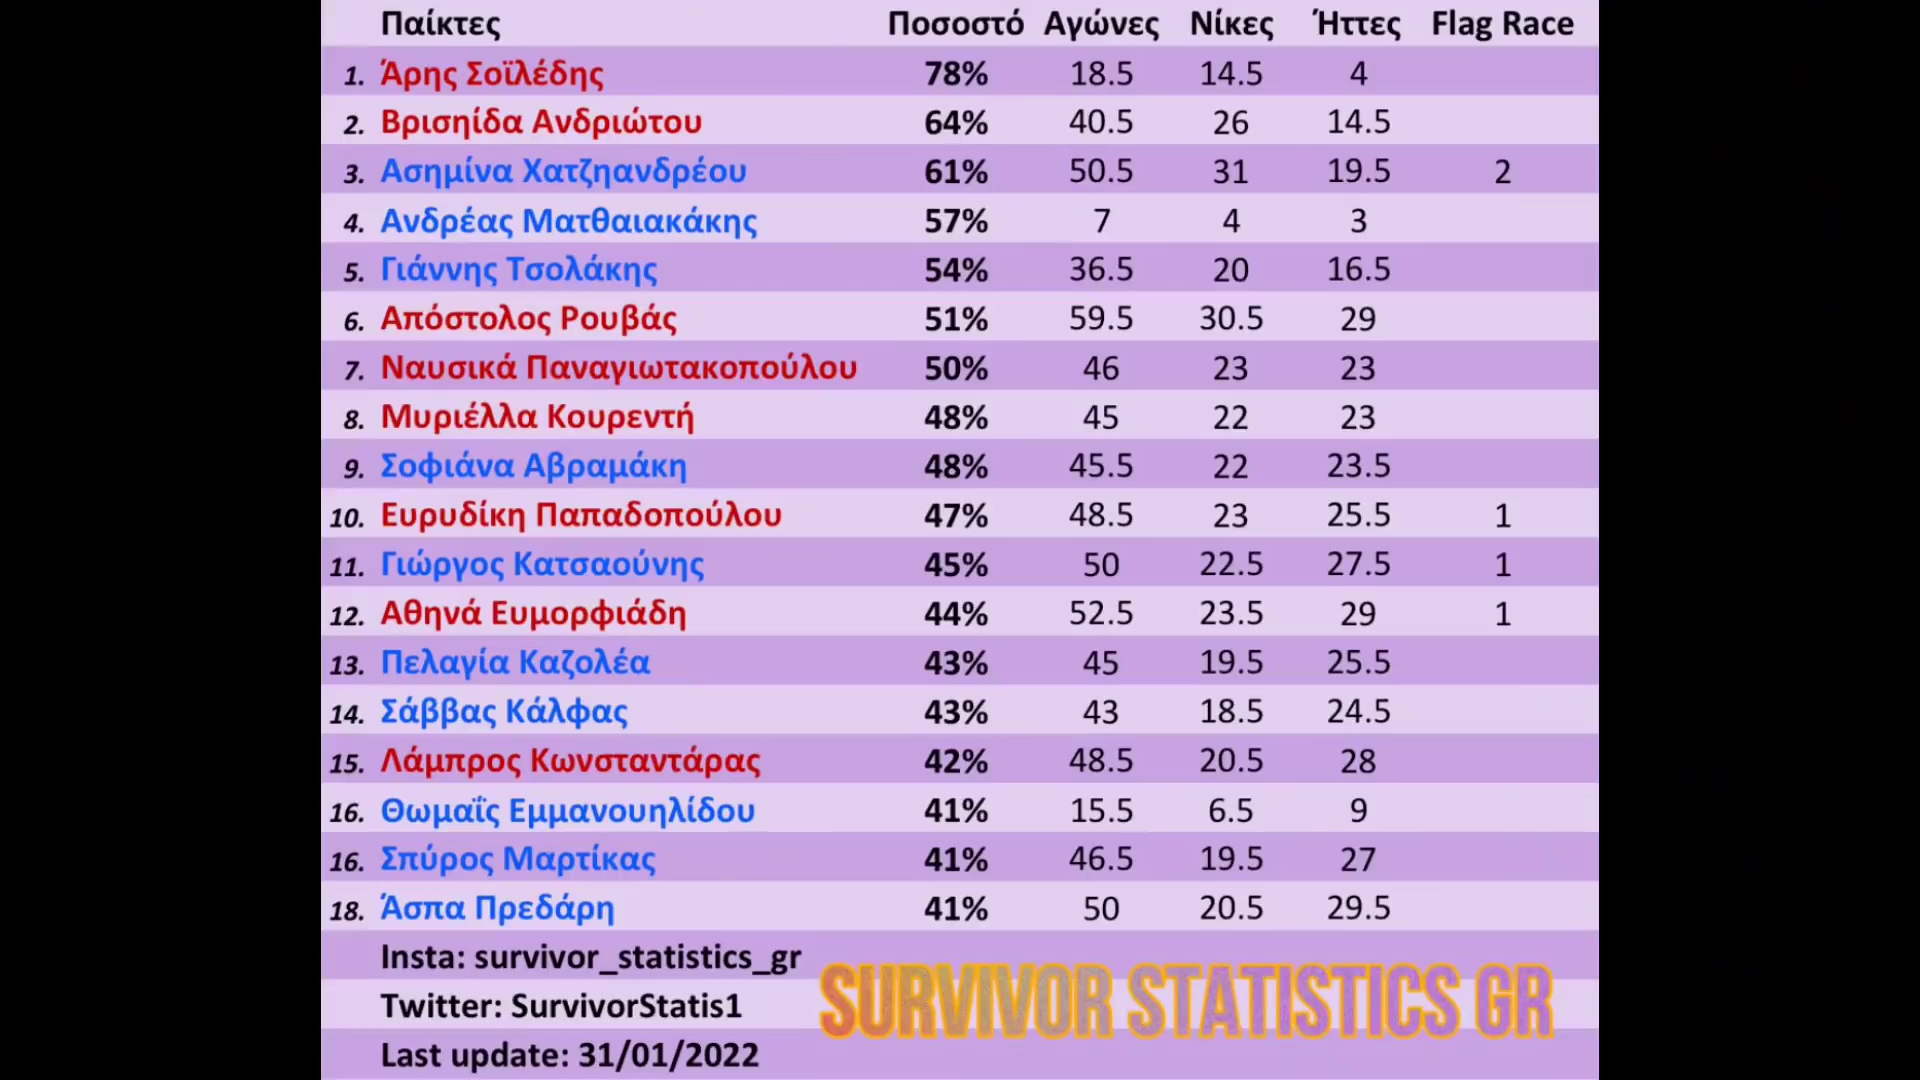 Παίκτες Ποσοστό Αγώνες Νίκες Ήττες Flag Race
1. Άρης Σοϊλέδης 78% 18.5 14.5 4
2. Βρισηίδα Ανδριώτου 64% 40.5 26 14.5
3. Ασημίνα Χατζηανδρέου 61% 50.5 31 19.5 2
4. Ανδρέας Ματθαιακάκης 57% 7 4 3
5. Γιάννης Τσολάκης 54% 36.5 20 16.5
6. Απόστολος Ρουβάς 51% 59.5 30.5 29
7. Ναυσικά Παναγιωτακοπούλου 50% 46 23 23
8. Μυριέλλα Κουρεντή 48% 45 22 23
9. Σοφιάνα Αβραμάκη 48% 45.5 22 23.5
10. Ευρυδίκη Παπαδοπούλου 47% 48.5 23 25.5 1
11. Γιώργος Κατσαούνης 45% 50 22.5 27.5 1
12. Αθηνά Ευμορφιάδη 44% 52.5 23.5 29 1
13. Πελαγία Καζολέα 43% 45 19.5 25.5
14. Σάββας Κάλφας 43% 43 18.5 24.5
15. Λάμπρος Κωνσταντάρας 42% 48.5 20.5 28
16. Θωμαΐς Εμμανουηλίδου 41% 15.5 6.5 9
16. Σπύρος Μαρτίκας 41% 46.5 19.5 27
18. Άσπα Πρεδάρη 41% 50 20.5 29.5
Insta: survivor_statistics_gr
Twitter: SurvivorStatis1
SURVIVOR STATISTICS GR
Last update: 31/01/2022